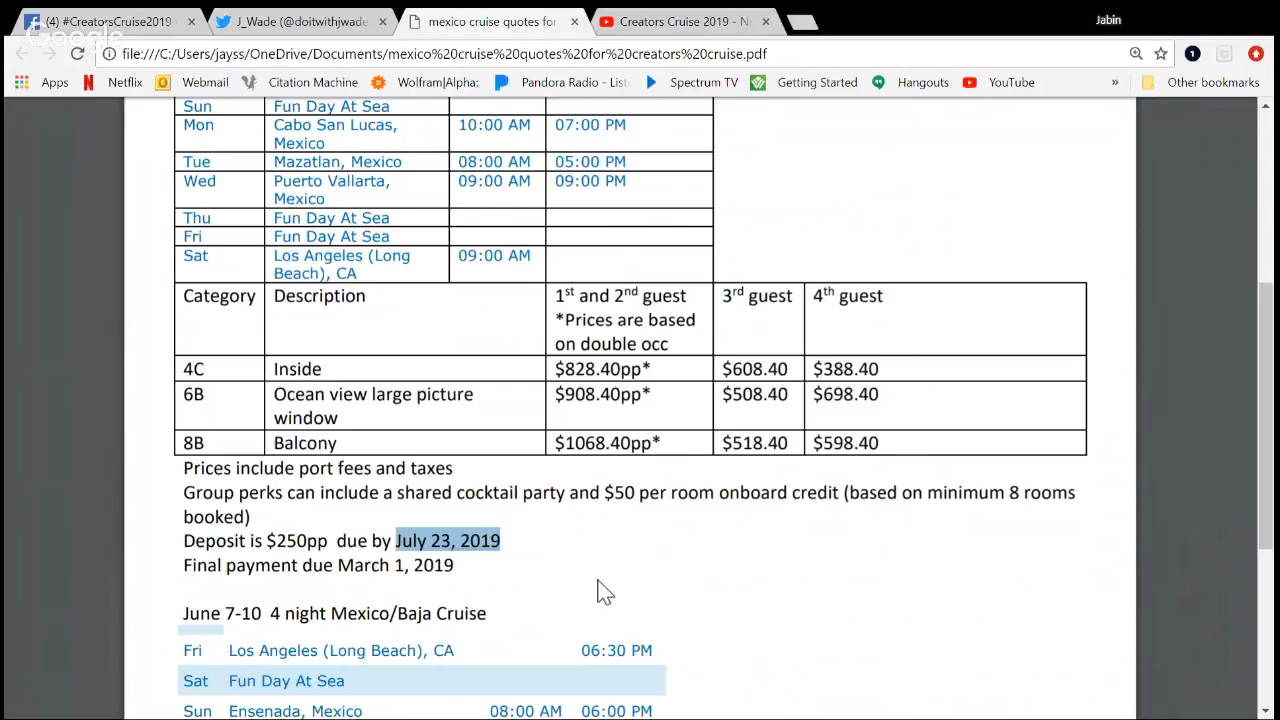 (4) #CreatorsCruise2019
J_Wade (@doitwithjwade
mexico cruise quotes for
Creators Cruise 2019 - N
Jabin
Google
file:///C:/Users/jayss/OneDrive/Documents/mexico%20cruise%20quotes%20for%20creators%20cruise.pdf
Apps Netflix Webmail Citation Machine Wolfram|Alpha: Pandora Radio - List Spectrum TV Getting Started Hangouts YouTube » Other bookmarks
Sun Fun Day At Sea
Mon Cabo San Lucas, 10:00 AM 07:00 PM
Mexico
Tue Mazatlan, Mexico 08:00 AM 05:00 PM
Wed Puerto Vallarta, 09:00 AM 09:00 PM
Mexico
Thu Fun Day At Sea
Fri Fun Day At Sea
Sat Los Angeles (Long 09:00 AM
Beach), CA
Category Description 1st and 2nd guest 3rd guest 4th guest
*Prices are based
on double occ
4C Inside $828.40pp* $608.40 $388.40
6B Ocean view large picture $908.40pp* $508.40 $698.40
window
8B Balcony $1068.40pp* $518.40 $598.40
Prices include port fees and taxes
Group perks can include a shared cocktail party and $50 per room onboard credit (based on minimum 8 rooms
booked)
Deposit is $250pp due by July 23, 2019
Final payment due March 1, 2019
June 7-10 4 night Mexico/Baja Cruise
Fri Los Angeles (Long Beach), CA 06:30 PM
Sat Fun Day At Sea
Sun Ensenada, Mexico 08:00 AM 06:00 PM